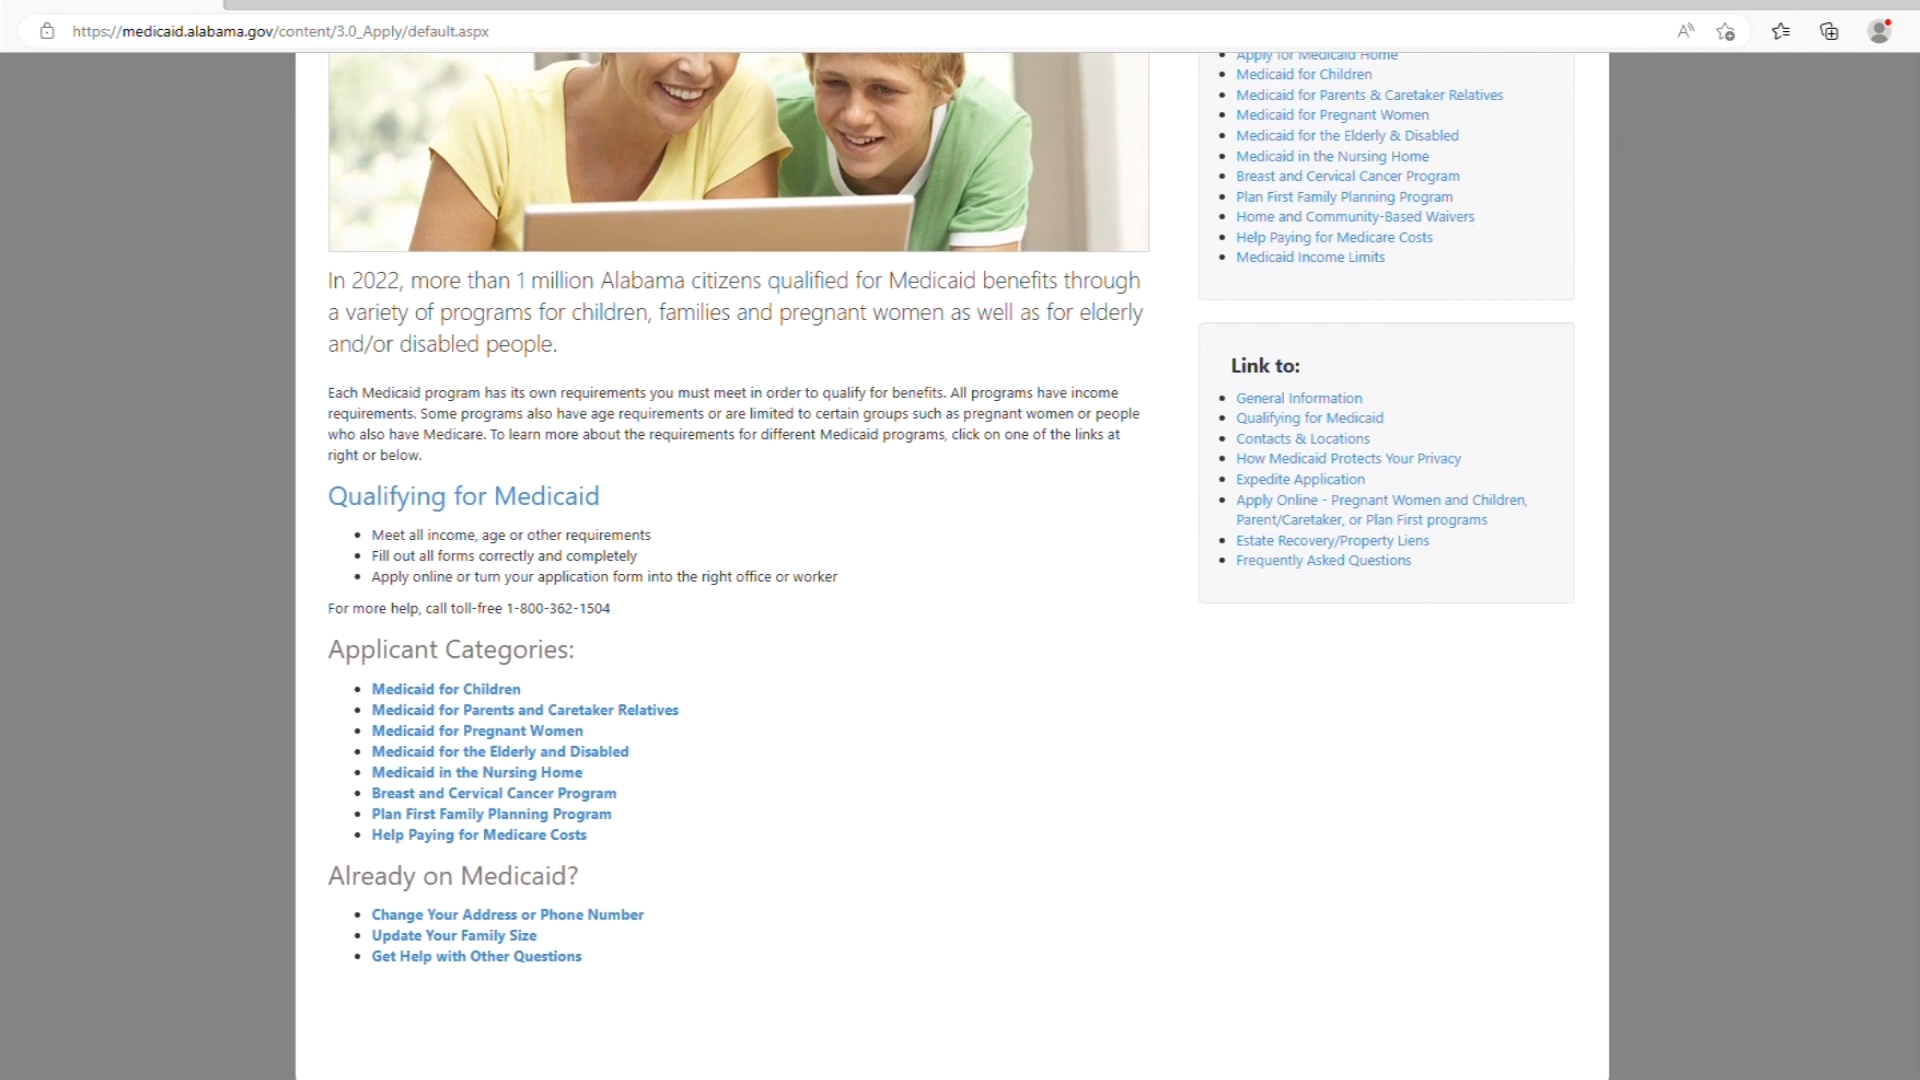 https://medicaid.alabama.gov/content/3.0_Apply/default.aspx
In 2022, more than 1 million Alabama citizens qualified for Medicaid benefits through
a variety of programs for children, families and pregnant women as well as for elderly
and/or disabled people.
Each Medicaid program has its own requirements you must meet in order to qualify for benefits. All programs have income
requirements. Some programs also have age requirements or are limited to certain groups such as pregnant women or people
who also have Medicare. To learn more about the requirements for different Medicaid programs, click on one of the links at
right or below.
Qualifying for Medicaid
Meet all income, age or other requirements
Fill out all forms correctly and completely
Apply online or turn your application form into the right office or worker
For more help, call toll-free 1-800-362-1504
Applicant Categories:
Medicaid for Children
Medicaid for Parents and Caretaker Relatives
Medicaid for Pregnant Women
Medicaid for the Elderly and Disabled
Medicaid in the Nursing Home
Breast and Cervical Cancer Program
Plan First Family Planning Program
Help Paying for Medicare Costs
Already on Medicaid?
Change Your Address or Phone Number
Update Your Family Size
Get Help with Other Questions
Apply for Medicaid Home
Medicaid for Children
Medicaid for Parents & Caretaker Relatives
Medicaid for Pregnant Women
Medicaid for the Elderly & Disabled
Medicaid in the Nursing Home
Breast and Cervical Cancer Program
Plan First Family Planning Program
Home and Community-Based Waivers
Help Paying for Medicare Costs
Medicaid Income Limits
Link to:
General Information
Qualifying for Medicaid
Contacts & Locations
How Medicaid Protects Your Privacy
Expedite Application
Apply Online - Pregnant Women and Children,
Parent/Caretaker, or Plan First programs
Estate Recovery/Property Liens
Frequently Asked Questions